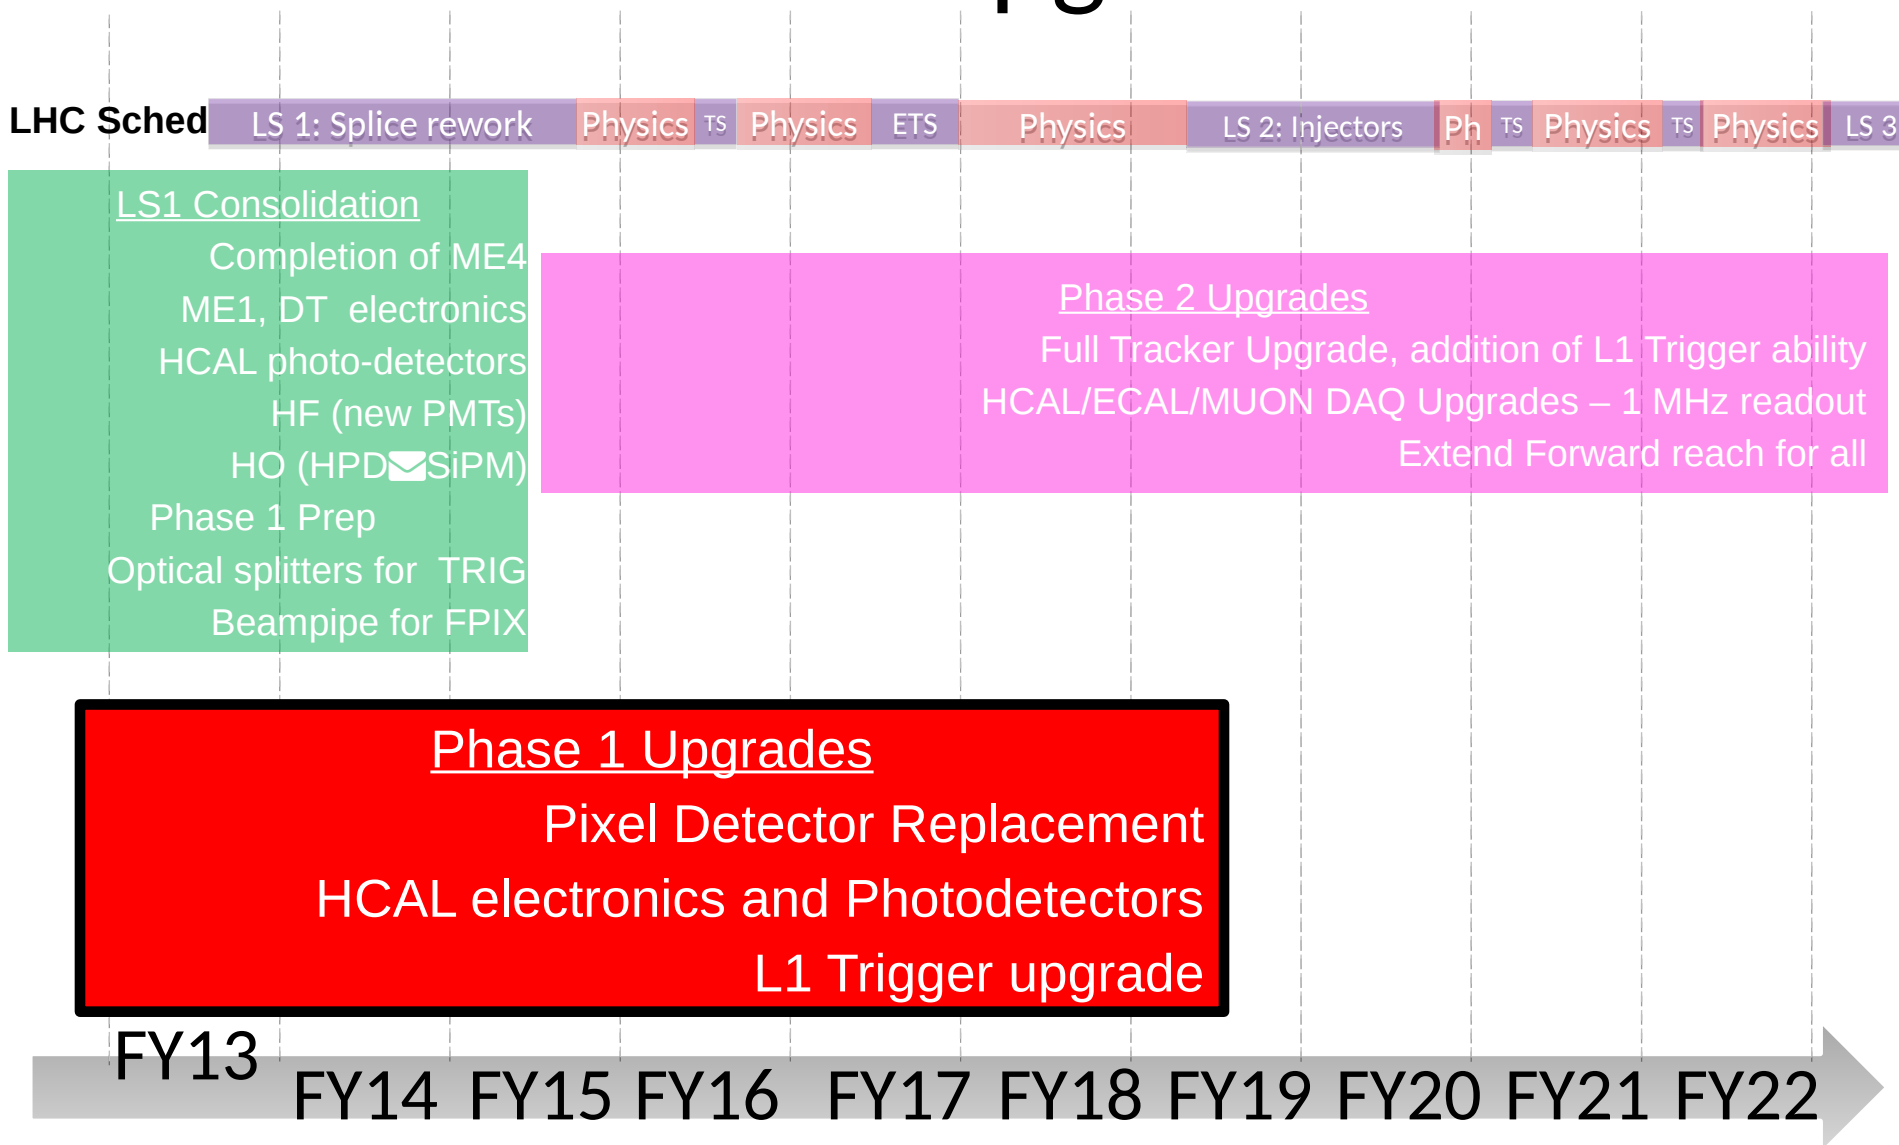 LHC Sched LS 1: Splice rework Physics TS Physics ETS Physics LS 2: Injectors Ph TS Physics TS Physics LS 3
LS1 Consolidation
Completion of ME4
ME1, DT  electronics
HCAL photo-detectors
HF (new PMTs)
HO (HPD✉SiPM)
Phase 1 Prep
Optical splitters for  TRIG
Beampipe for FPIX
Phase 2 Upgrades
Full Tracker Upgrade, addition of L1 Trigger ability
HCAL/ECAL/MUON DAQ Upgrades – 1 MHz readout
Extend Forward reach for all
Phase 1 Upgrades
Pixel Detector Replacement
HCAL electronics and Photodetectors
L1 Trigger upgrade
FY13 FY14 FY15 FY16 FY17 FY18 FY19 FY20 FY21 FY22